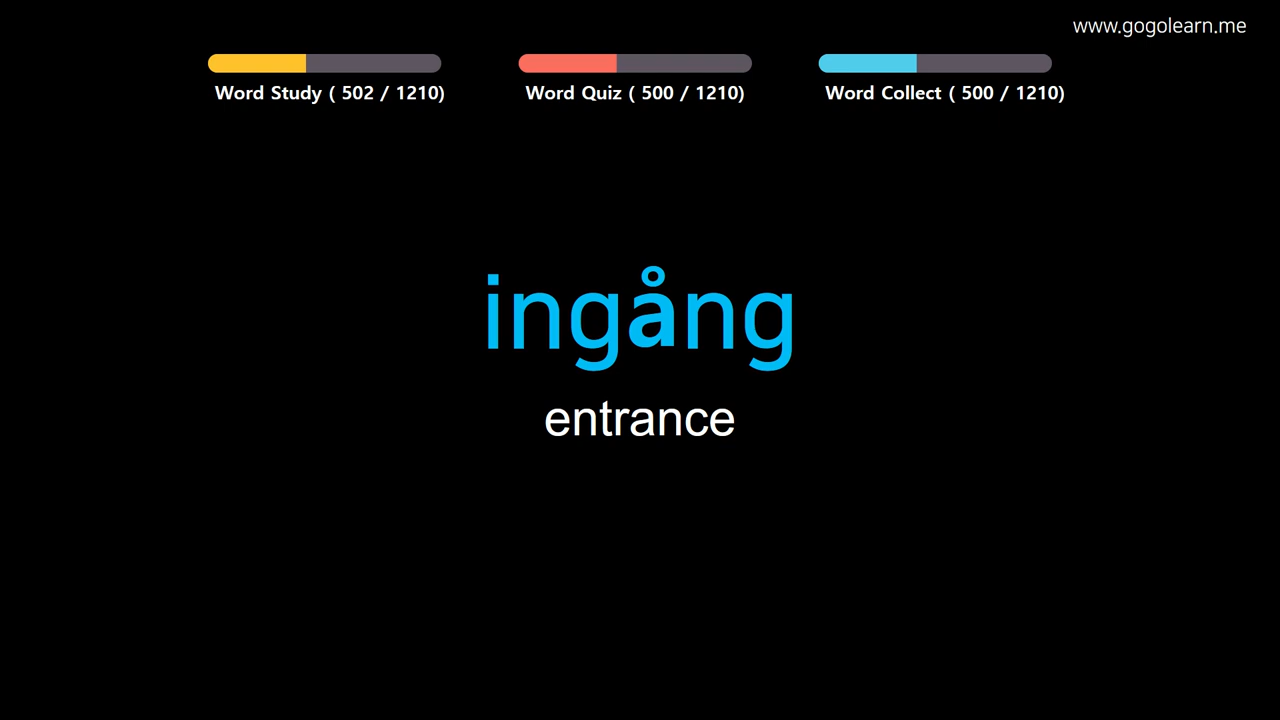 www.gogolearn.me
Word Study ( 502 / 1210)
Word Quiz ( 500 / 1210)
Word Collect ( 500 / 1210)
ingång
entrance